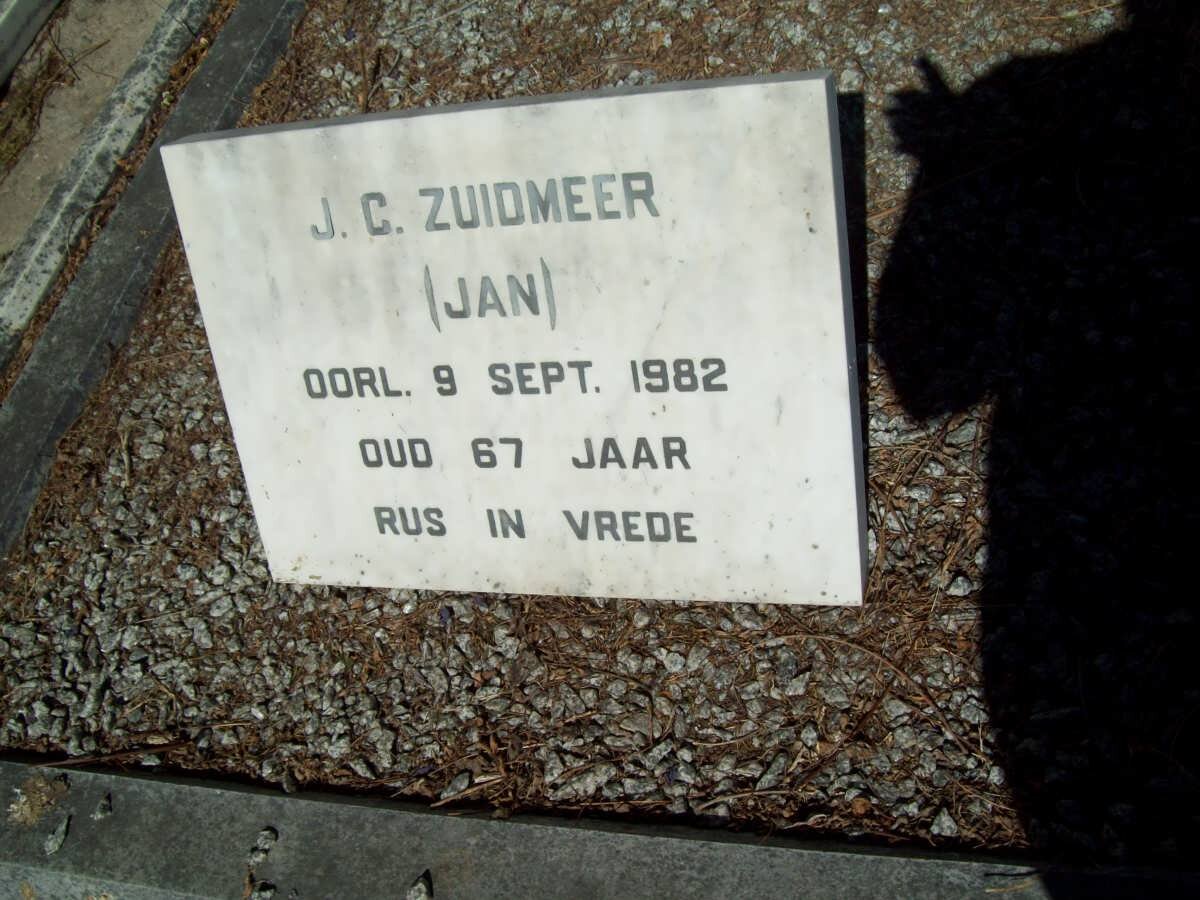 J. C. ZUIDMEER
(JAN)
OORL. 9 SEPT. 1982
OUD 67 JAAR
RUS IN VREDE